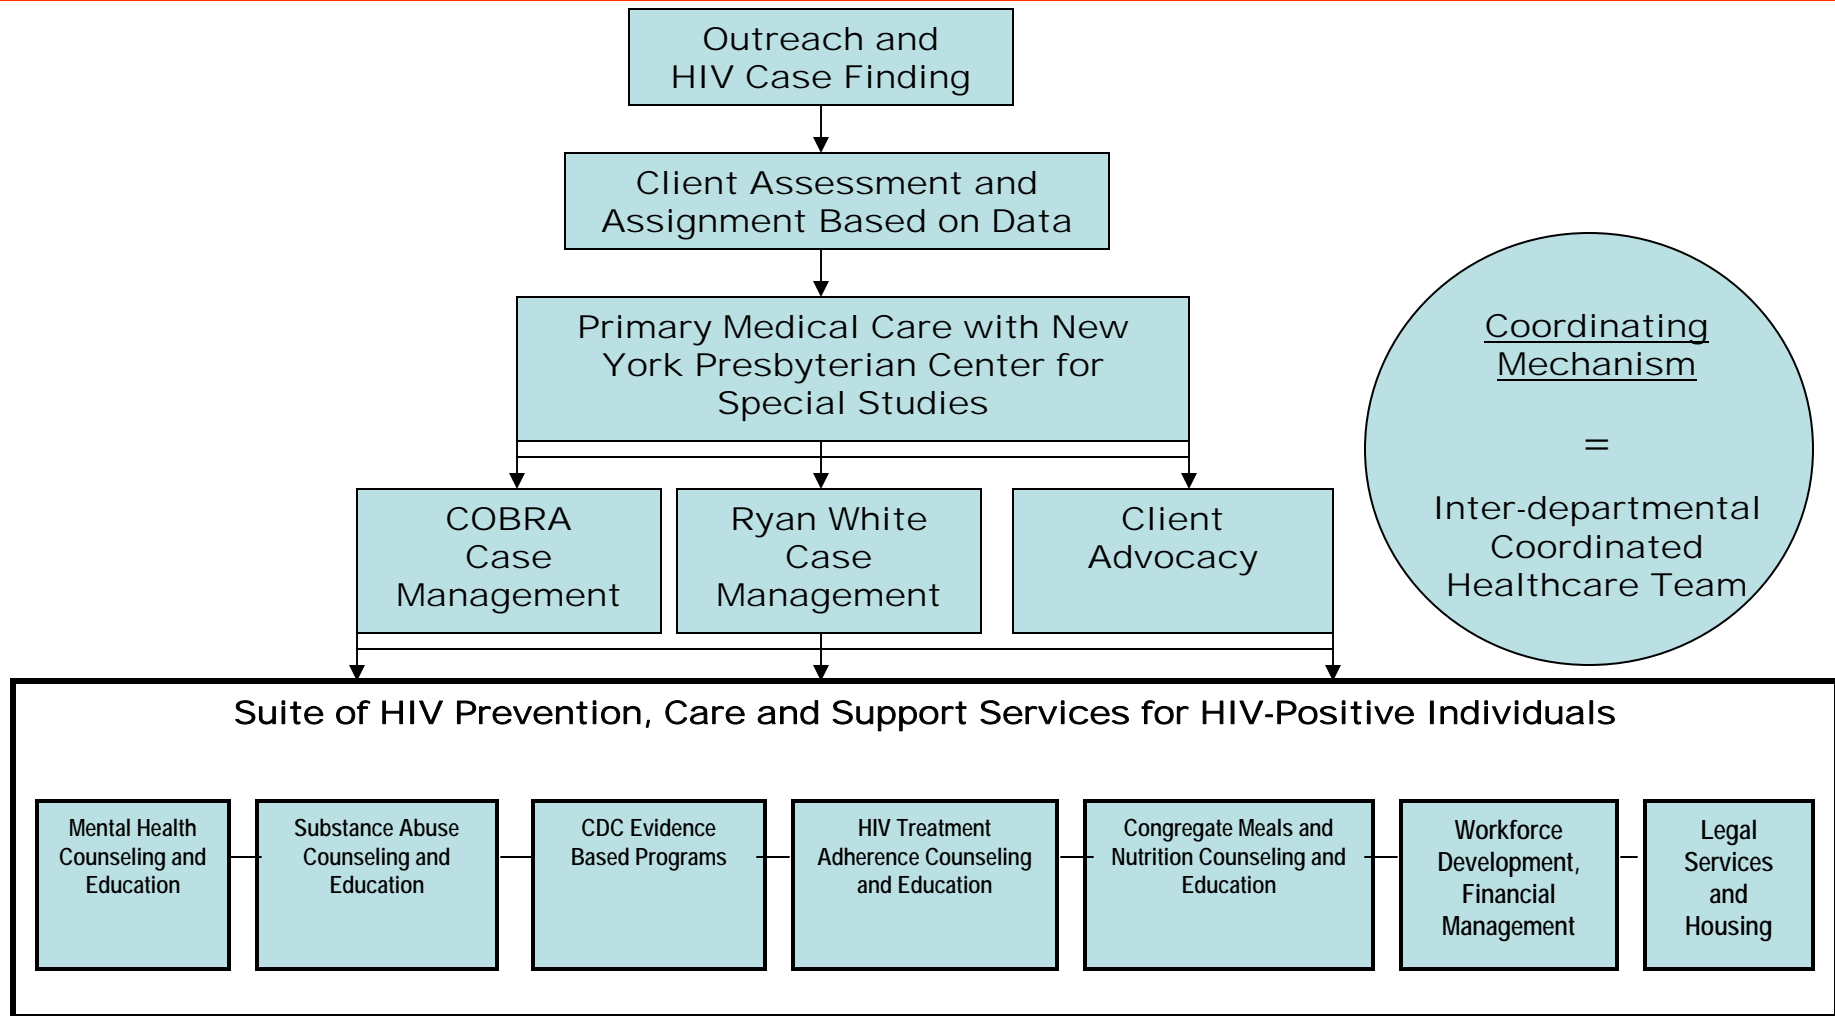 Outreach and
HIV Case Finding
Client Assessment and
Assignment Based on Data
Primary Medical Care with New
York Presbyterian Center for
Special Studies
Coordinating
Mechanism
=
Inter-departmental
Coordinated
Healthcare Team
COBRA
Case
Management
Ryan White
Case
Management
Client
Advocacy
Suite of HIV Prevention, Care and Support Services for HIV-Positive Individuals
Mental Health
Counseling and
Education
Substance Abuse
Counseling and
Education
CDC Evidence
Based Programs
HIV Treatment
Adherence Counseling
and Education
Congregate Meals and
Nutrition Counseling and
Education
Workforce
Development,
Financial
Management
Legal
Services
and
Housing